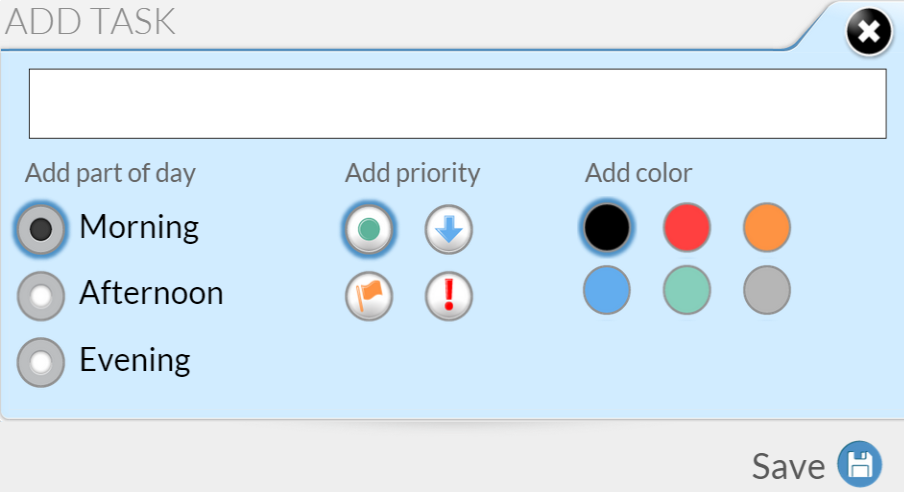 ADD TASK
Add part of day
Add priority
Add color
Morning
Afternoon
Evening
Save